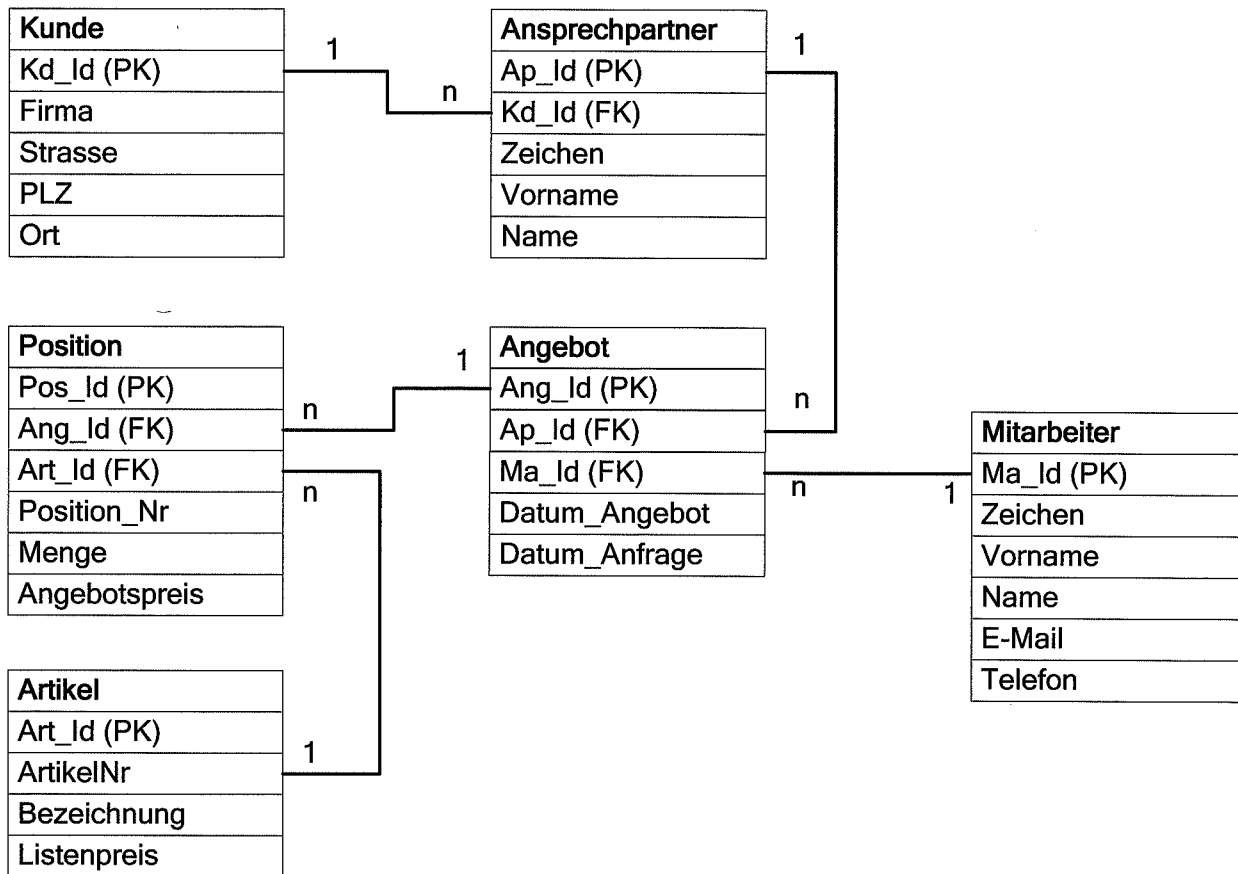 Kunde
Kd_Id (PK)
Firma
Strasse
PLZ
Ort
1
n
Ansprechpartner
Ap_Id (PK)
Kd_Id (FK)
Zeichen
Vorname
Name
1
n
Position
Pos_Id (PK)
Ang_Id (FK)
Art_Id (FK)
Position_Nr
Menge
Angebotspreis
n
1
n
Angebot
Ang_Id (PK)
Ap_Id (FK)
Ma_Id (FK)
Datum_Angebot
Datum_Anfrage
n
1
Mitarbeiter
Ma_Id (PK)
Zeichen
Vorname
Name
E-Mail
Telefon
Artikel
Art_Id (PK)
ArtikelNr
Bezeichnung
Listenpreis
1